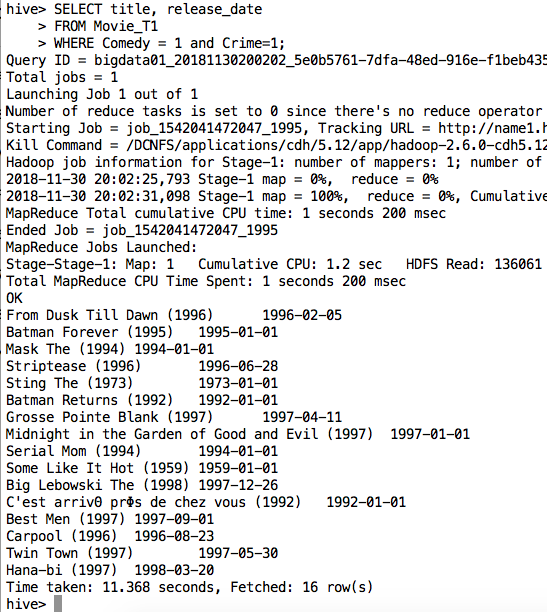 hive> SELECT title, release_date
    > FROM Movie_T1
    > WHERE Comedy = 1 and Crime=1;
Query ID = bigdata01_20181130200202_5e0b5761-7dfa-48ed-916e-f1beb435
Total jobs = 1
Launching Job 1 out of 1
Number of reduce tasks is set to 0 since there's no reduce operator
Starting Job = job_1542041472047_1995, Tracking URL = http://name1.h
Kill Command = /DCNFS/applications/cdh/5.12/app/hadoop-2.6.0-cdh5.12
Hadoop job information for Stage-1: number of mappers: 1; number of
2018-11-30 20:02:25,793 Stage-1 map = 0%,  reduce = 0%
2018-11-30 20:02:31,098 Stage-1 map = 100%,  reduce = 0%, Cumulative
MapReduce Total cumulative CPU time: 1 seconds 200 msec
Ended Job = job_1542041472047_1995
MapReduce Jobs Launched:
Stage-Stage-1: Map: 1   Cumulative CPU: 1.2 sec   HDFS Read: 136061
Total MapReduce CPU Time Spent: 1 seconds 200 msec
OK
From Dusk Till Dawn (1996)      1996-02-05
Batman Forever (1995)   1995-01-01
Mask The (1994) 1994-01-01
Striptease (1996)       1996-06-28
Sting The (1973)        1973-01-01
Batman Returns (1992)   1992-01-01
Grosse Pointe Blank (1997)      1997-04-11
Midnight in the Garden of Good and Evil (1997)  1997-01-01
Serial Mom (1994)       1994-01-01
Some Like It Hot (1959) 1959-01-01
Big Lebowski The (1998) 1997-12-26
C'est arrivΘ prΦs de chez vous (1992)   1992-01-01
Best Men (1997) 1997-09-01
Carpool (1996)  1996-08-23
Twin Town (1997)        1997-05-30
Hana-bi (1997)  1998-03-20
Time taken: 11.368 seconds, Fetched: 16 row(s)
hive>